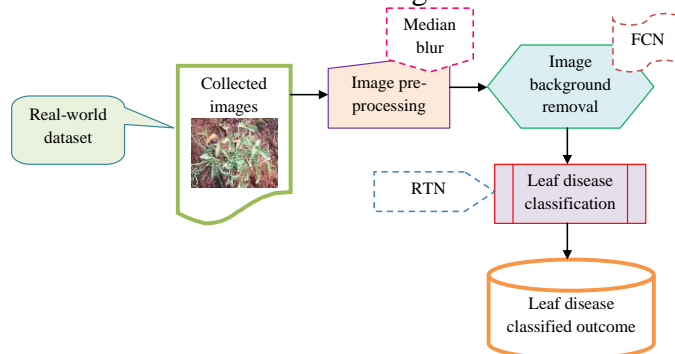 Real-world
dataset
Collected
images
Median
blur
Image pre-
processing
FCN
Image
background
removal
RTN
Leaf disease
classification
Leaf disease
classified outcome